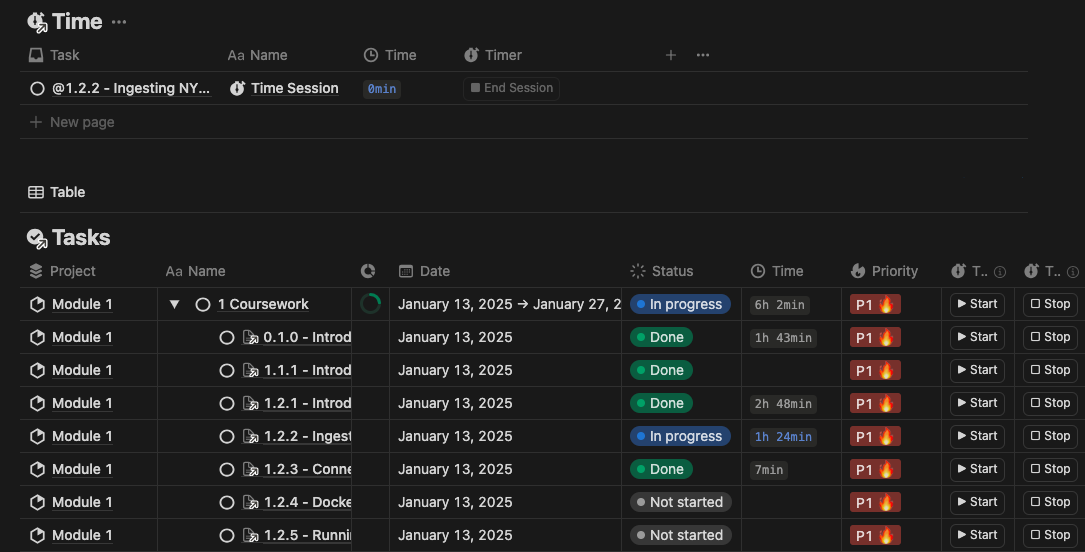 Time
Task Aa Name Time Timer
@1.2.2 - Ingesting NY... Time Session 0min End Session
New page
Table
Tasks
Project Aa Name Date Status Time Priority T.. T..
Module 1 1 Coursework January 13, 2025 → January 27, 2 In progress 6h 2min P1 🔥 Start Stop
Module 1 0.1.0 - Introd January 13, 2025 Done 1h 43min P1 🔥 Start Stop
Module 1 1.1.1 - Introd January 13, 2025 Done P1 🔥 Start Stop
Module 1 1.2.1 - Introd January 13, 2025 Done 2h 48min P1 🔥 Start Stop
Module 1 1.2.2 - Ingest January 13, 2025 In progress 1h 24min P1 🔥 Start Stop
Module 1 1.2.3 - Conne January 13, 2025 Done 7min P1 🔥 Start Stop
Module 1 1.2.4 - Docke January 13, 2025 Not started P1 🔥 Start Stop
Module 1 1.2.5 - Runni January 13, 2025 Not started P1 🔥 Start Stop